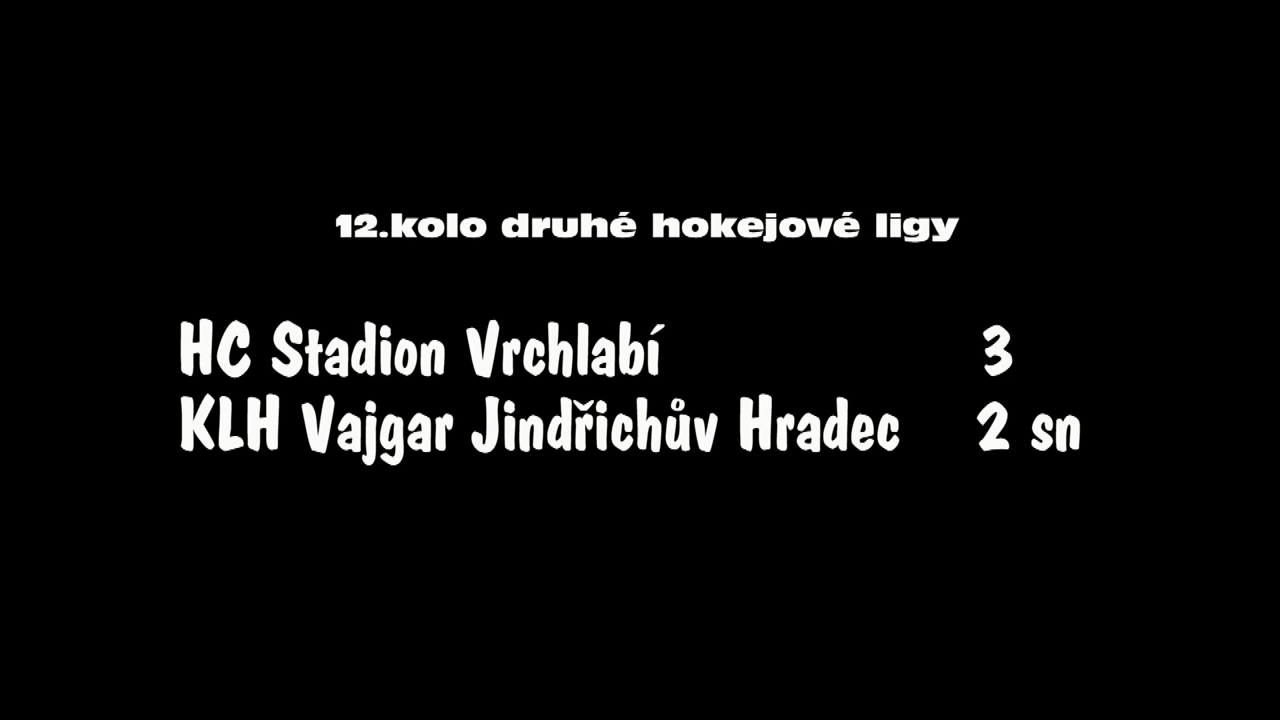 12.kolo druhé hokejové ligy
HC Stadion Vrchlabí 3
KLH Vajgar Jindřichův Hradec 2 sn